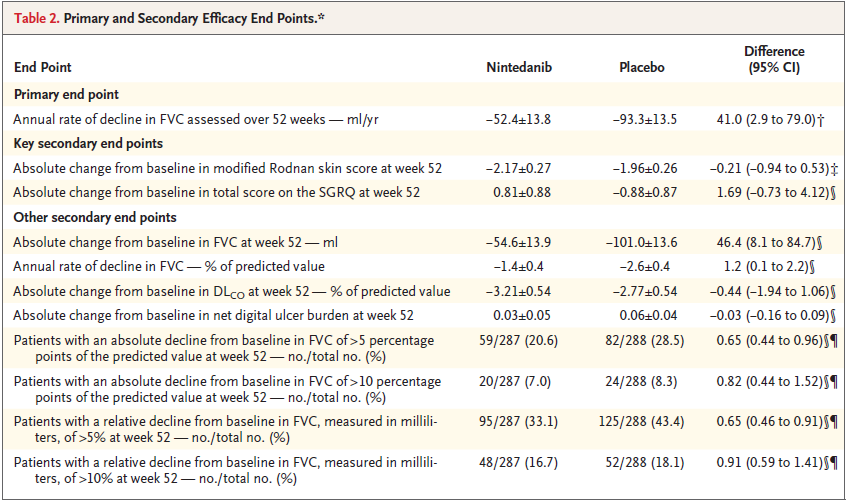 Table 2. Primary and Secondary Efficacy End Points.*
End Point Nintedanib Placebo Difference (95% CI)
Primary end point
Annual rate of decline in FVC assessed over 52 weeks — ml/yr −52.4±13.8 −93.3±13.5 41.0 (2.9 to 79.0)†
Key secondary end points
Absolute change from baseline in modified Rodnan skin score at week 52 −2.17±0.27 −1.96±0.26 −0.21 (−0.94 to 0.53)‡
Absolute change from baseline in total score on the SGRQ at week 52 0.81±0.88 −0.88±0.87 1.69 (−0.73 to 4.12)§
Other secondary end points
Absolute change from baseline in FVC at week 52 — ml −54.6±13.9 −101.0±13.6 46.4 (8.1 to 84.7)§
Annual rate of decline in FVC — % of predicted value −1.4±0.4 −2.6±0.4 1.2 (0.1 to 2.2)§
Absolute change from baseline in DLCO at week 52 — % of predicted value −3.21±0.54 −2.77±0.54 −0.44 (−1.94 to 1.06)§
Absolute change from baseline in net digital ulcer burden at week 52 0.03±0.05 0.06±0.04 −0.03 (−0.16 to 0.09)§
Patients with an absolute decline from baseline in FVC of >5 percentage 59/287 (20.6) 82/288 (28.5) 0.65 (0.44 to 0.96)§¶
points of the predicted value at week 52 — no./total no. (%)
Patients with an absolute decline from baseline in FVC of >10 percentage 20/287 (7.0) 24/288 (8.3) 0.82 (0.44 to 1.52)§¶
points of the predicted value at week 52 — no./total no. (%)
Patients with a relative decline from baseline in FVC, measured in millili- 95/287 (33.1) 125/288 (43.4) 0.65 (0.46 to 0.91)§¶
ters, of >5% at week 52 — no./total no. (%)
Patients with a relative decline from baseline in FVC, measured in millili- 48/287 (16.7) 52/288 (18.1) 0.91 (0.59 to 1.41)§¶
ters, of >10% at week 52 — no./total no. (%)